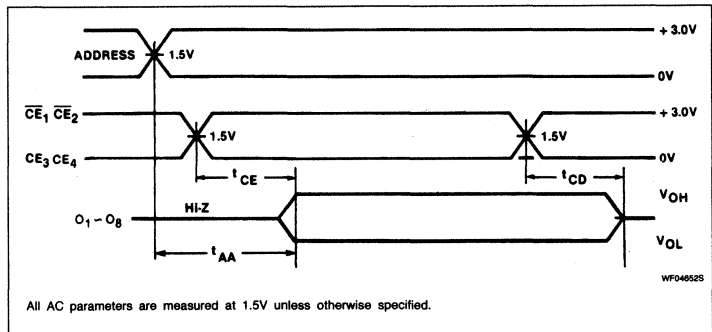 + 3.0V
ADDRESS
1.5V
0V
CE1 CE2
+ 3.0V
1.5V
1.5V
CE3 CE4
0V
tCE
tCD
Hi-Z
VOH
O1 – O8
tAA
VOL
WF04652S
All AC parameters are measured at 1.5V unless otherwise specified.